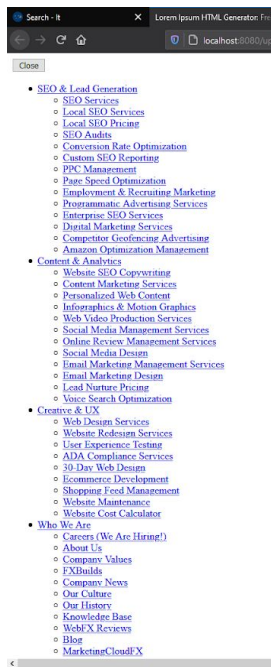 Search - It
Lorem Ipsum HTML Generator: Fre
localhost:8080/up
Close
SEO & Lead Generation
SEO Services
Local SEO Services
Local SEO Pricing
SEO Audits
Conversion Rate Optimization
Custom SEO Reporting
PPC Management
Page Speed Optimization
Employment & Recruiting Marketing
Programmatic Advertising Services
Enterprise SEO Services
Digital Marketing Services
Competitor Geofencing Advertising
Amazon Optimization Management
Content & Analytics
Website SEO Copywriting
Content Marketing Services
Personalized Web Content
Infographics & Motion Graphics
Web Video Production Services
Social Media Management Services
Online Review Management Services
Social Media Design
Email Marketing Management Services
Email Marketing Design
Lead Nurture Pricing
Voice Search Optimization
Creative & UX
Web Design Services
Website Redesign Services
User Experience Testing
ADA Compliance Services
30-Day Web Design
Ecommerce Development
Shopping Feed Management
Website Maintenance
Website Cost Calculator
Who We Are
Careers (We Are Hiring!)
About Us
Company Values
FXBuilds
Company News
Our Culture
Our History
Knowledge Base
WebFX Reviews
Blog
MarketingCloudFX